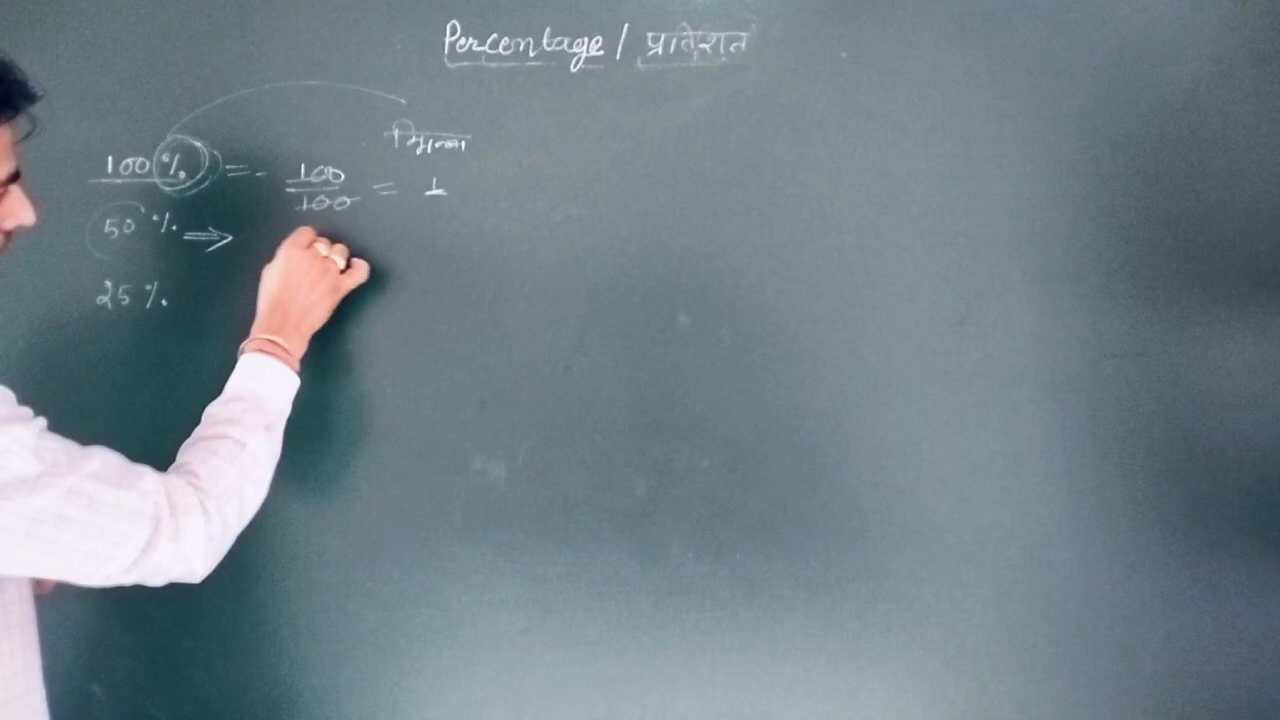 Percentage / प्रतिशत
भिन्न
100 % = 100/100 = 1
50 % ⇒
25 %